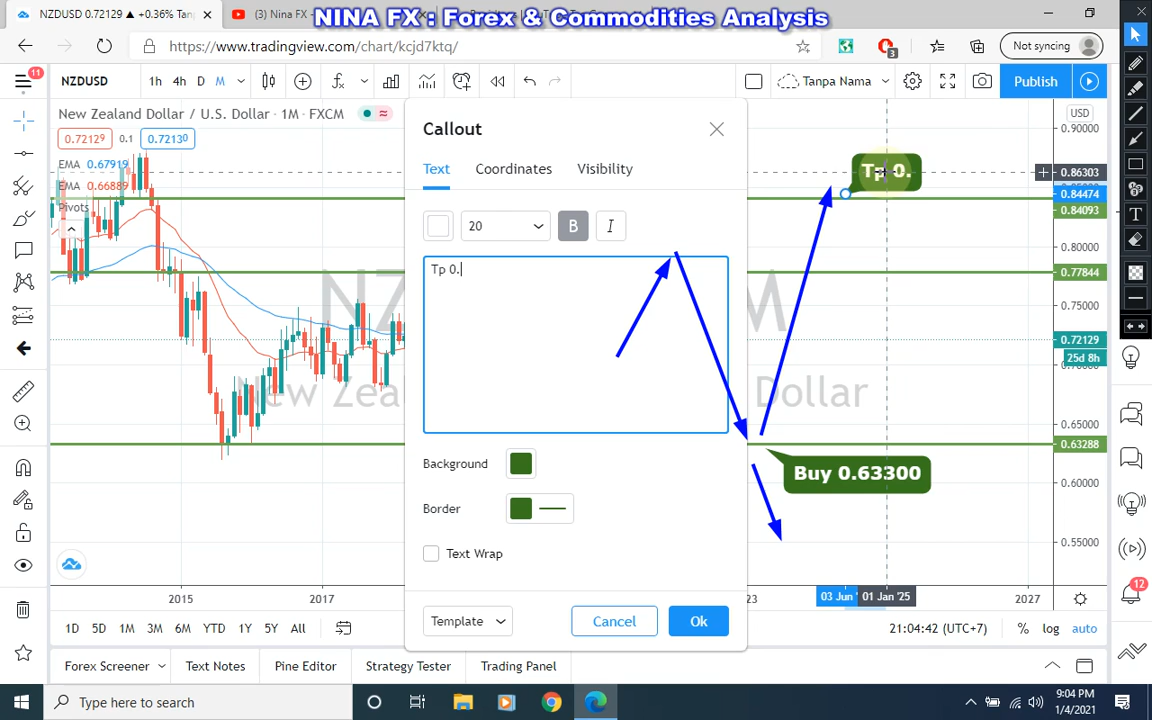 NZDUSD 0.72129 ▲ +0.36% Tan
(3) Nina FX
NINA FX : Forex & Commodities Analysis
https://www.tradingview.com/chart/kcjd7ktq/
3
Not syncing
11
NZDUSD
1h 4h D M
Tanpa Nama
Publish
New Zealand Dollar / U.S. Dollar · 1M · FXCM
0.72129 0.1 0.72130
EMA 0.67919
EMA 0.66889
Pivots
Callout
Text Coordinates Visibility
20
B I
Tp 0.
Background
Border
Text Wrap
Template
Cancel
Ok
Tp 0.
Buy 0.63300
New Zealand Dollar / U.S. Dollar
USD
0.90000
0.86303
0.84474
0.84093
0.80000
0.77844
0.75000
0.72129
25d 8h
0.65000
0.63288
0.60000
0.55000
2015 2017
03 Jun '
01 Jan '25
2027
1D 5D 1M 3M 6M YTD 1Y 5Y All
21:04:42 (UTC+7)
% log auto
Forex Screener Text Notes Pine Editor Strategy Tester Trading Panel
12
Type here to search
9:04 PM
1/4/2021